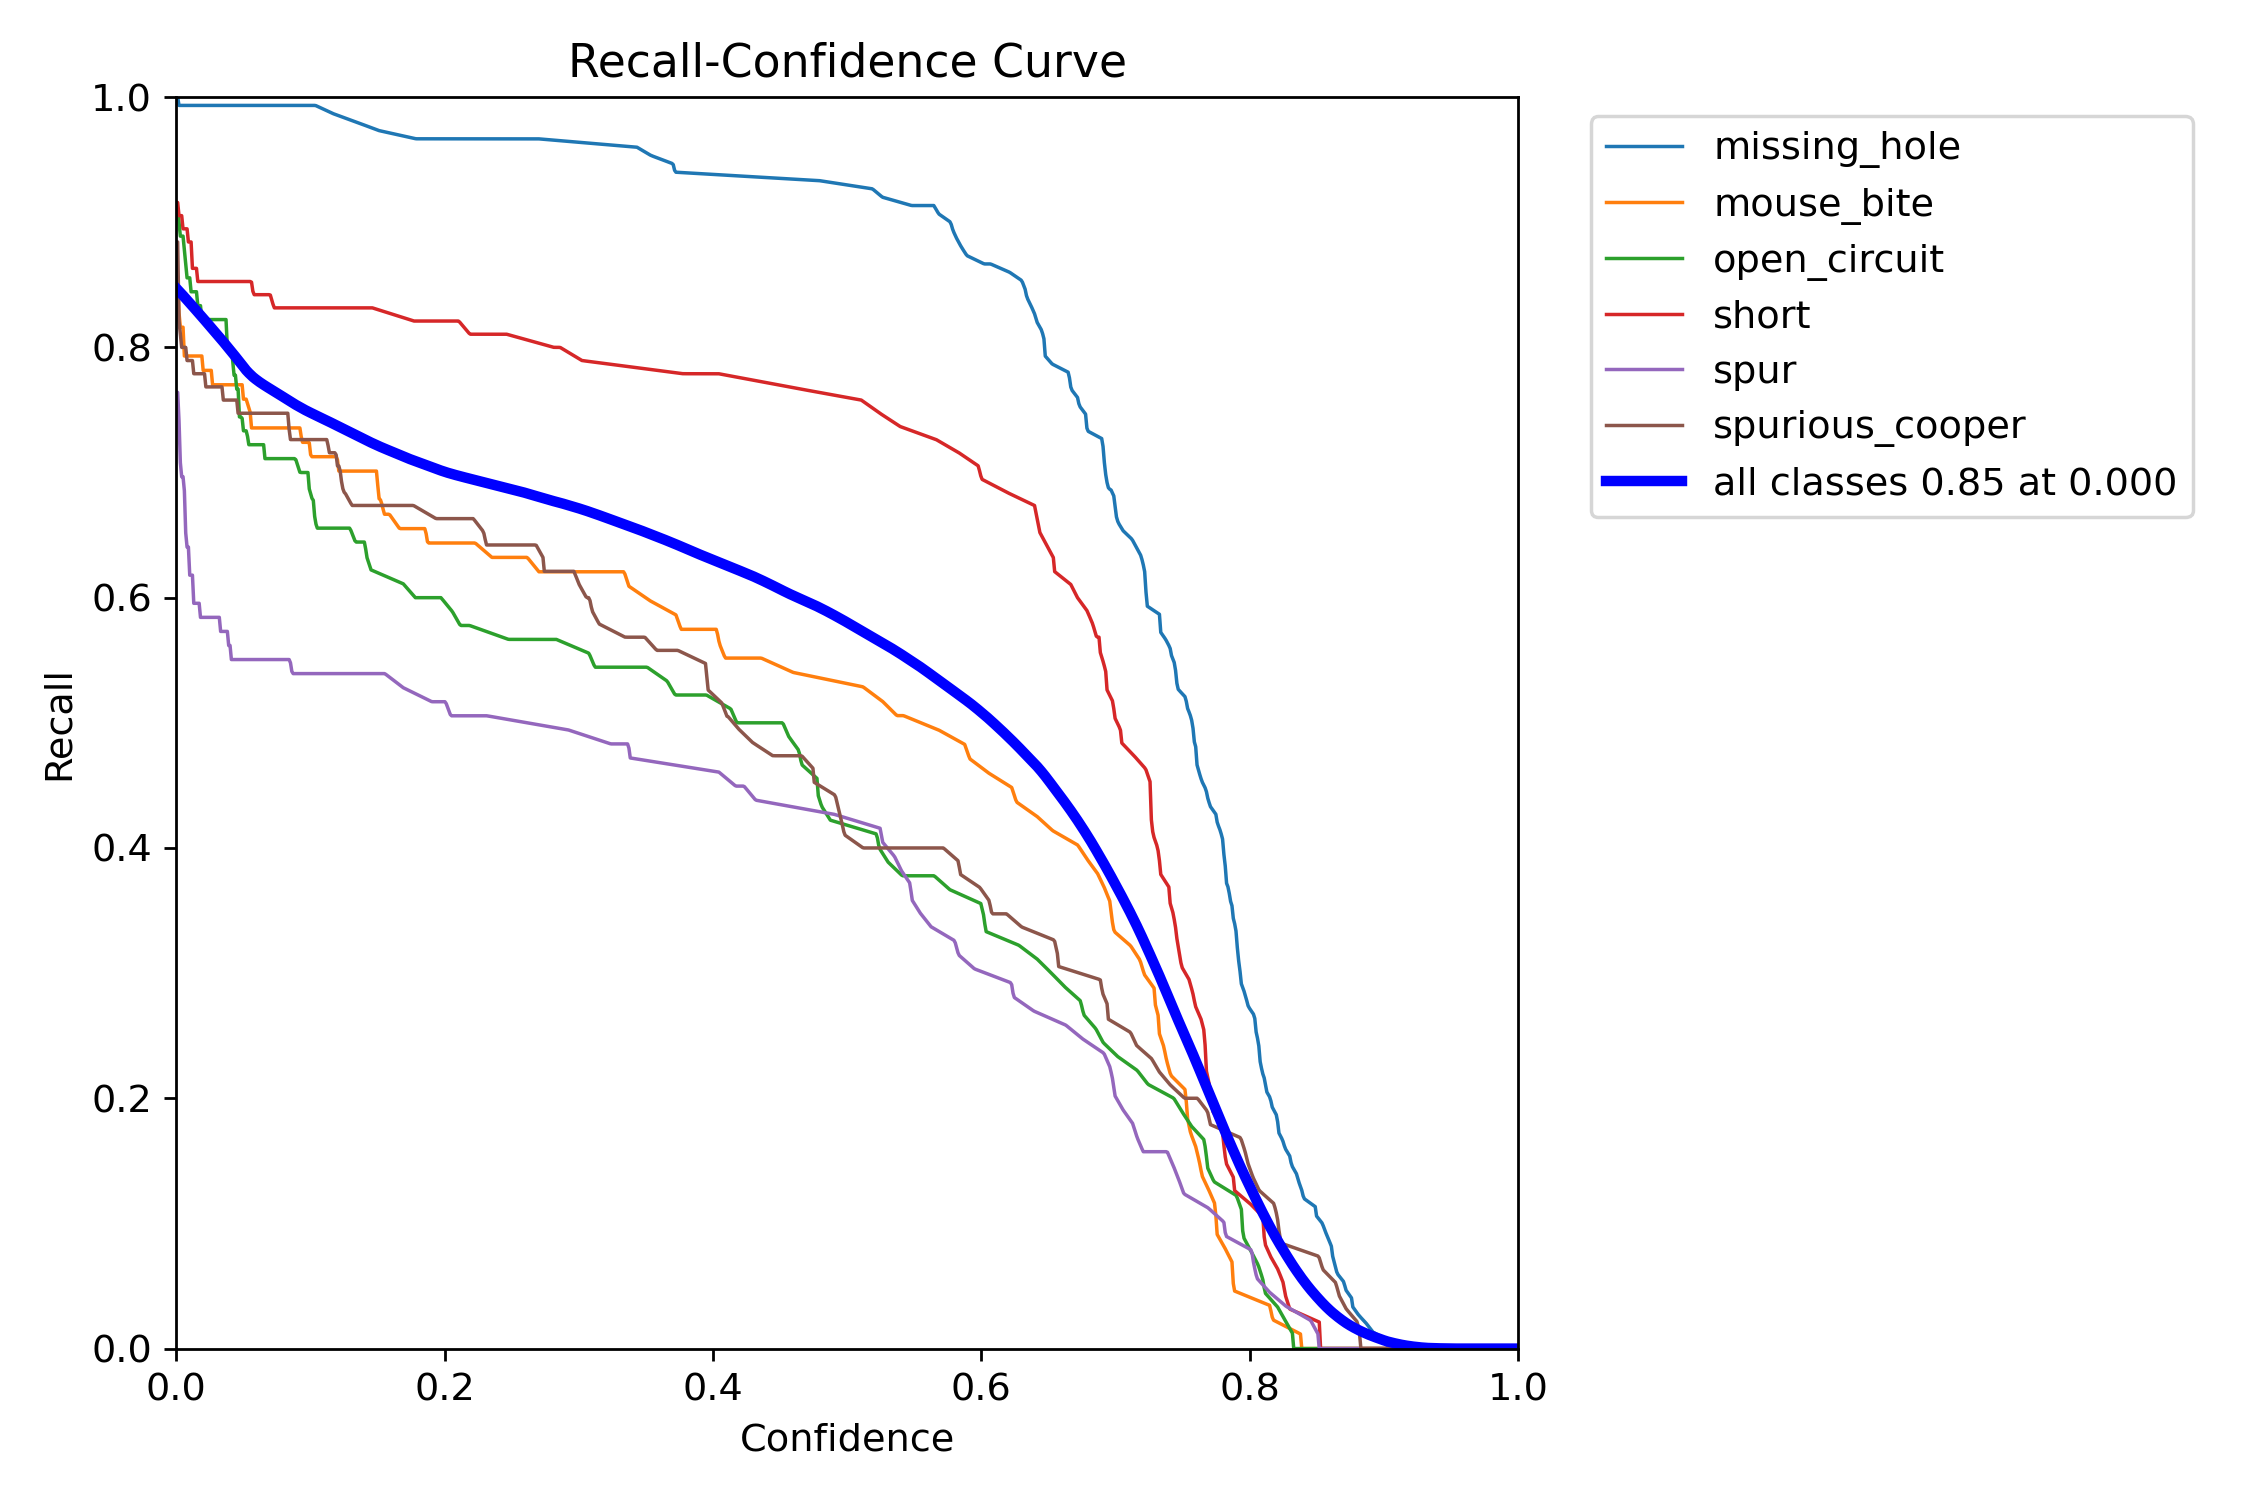 Recall-Confidence Curve
1.0
0.8
0.6
0.4
0.2
0.0
Recall
0.0 0.2 0.4 0.6 0.8 1.0
Confidence
missing_hole
mouse_bite
open_circuit
short
spur
spurious_cooper
all classes 0.85 at 0.000